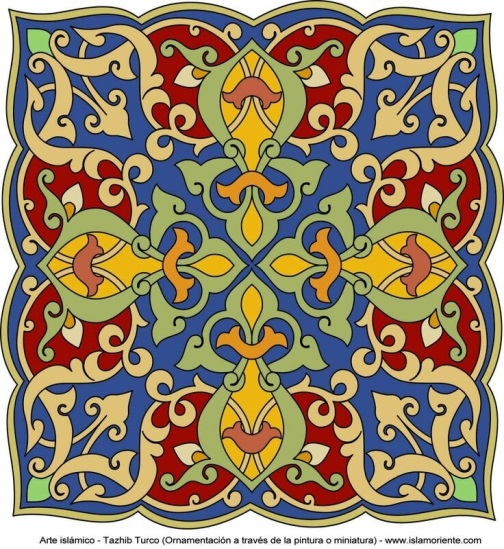 Arte islámico - Tazhib Turco (Ornamentación a través de la pintura o miniatura) - www.islamoriente.com